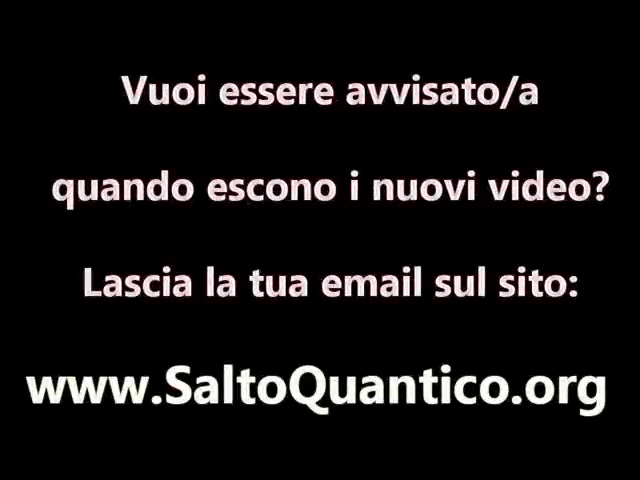 Vuoi essere avvisato/a
quando escono i nuovi video?
Lascia la tua email sul sito:
www.SaltoQuantico.org